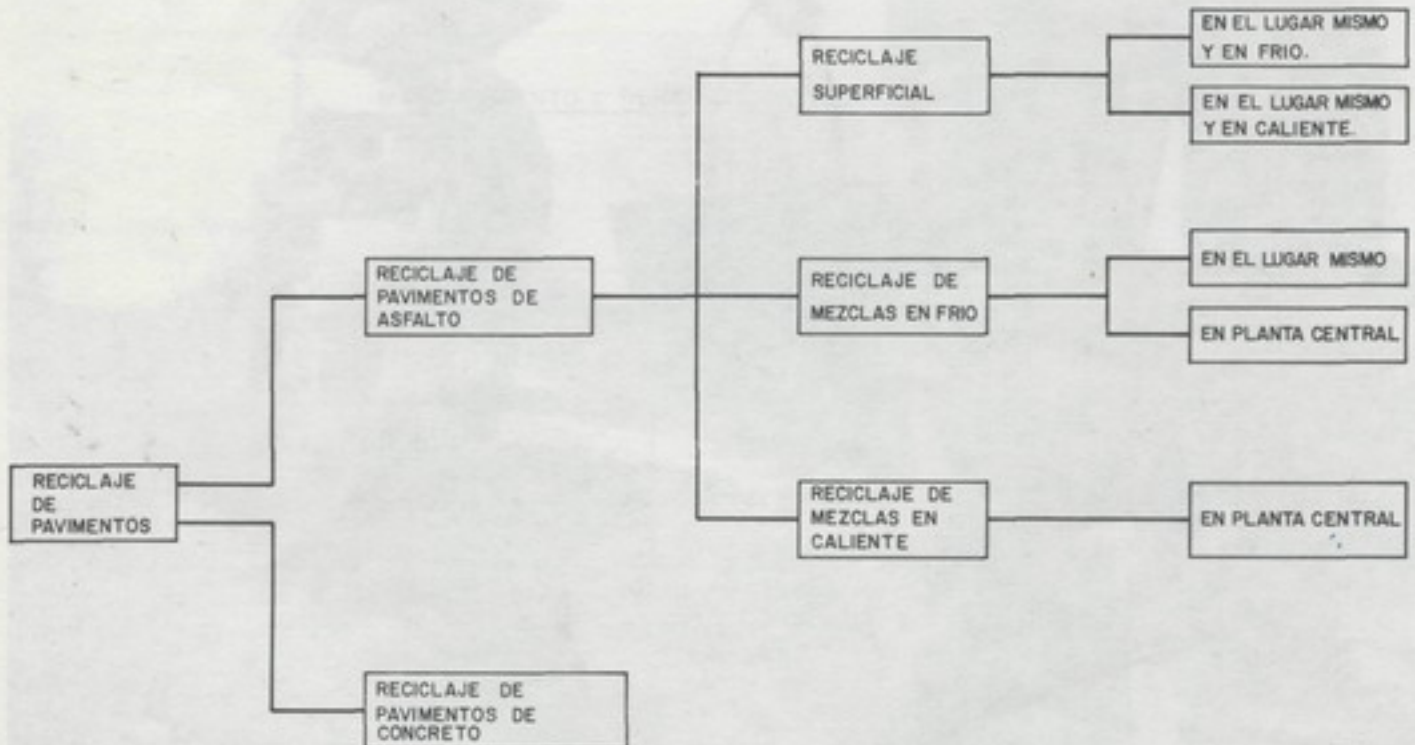 EN EL LUGAR MISMO
Y EN FRIO.
RECICLAJE
SUPERFICIAL
EN EL LUGAR MISMO
Y EN CALIENTE.
RECICLAJE DE
PAVIMENTOS DE
ASFALTO
RECICLAJE DE
MEZCLAS EN FRIO
EN EL LUGAR MISMO
EN PLANTA CENTRAL
RECICLAJE
DE
PAVIMENTOS
RECICLAJE DE
MEZCLAS EN
CALIENTE
EN PLANTA CENTRAL
RECICLAJE DE
PAVIMENTOS DE
CONCRETO